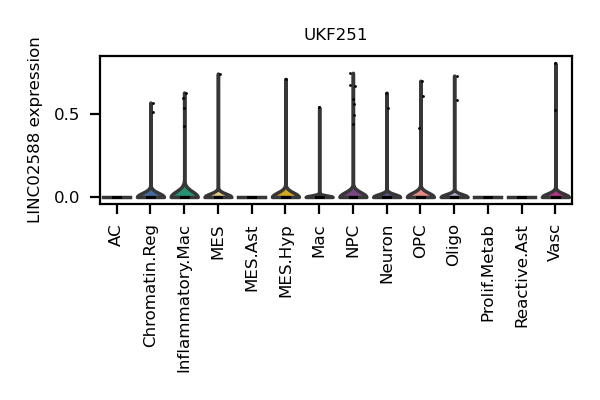 UKF251
LINC02588 expression
0.5
0.0
AC
Chromatin.Reg
Inflammatory.Mac
MES
MES.Ast
MES.Hyp
Mac
NPC
Neuron
OPC
Oligo
Prolif.Metab
Reactive.Ast
Vasc